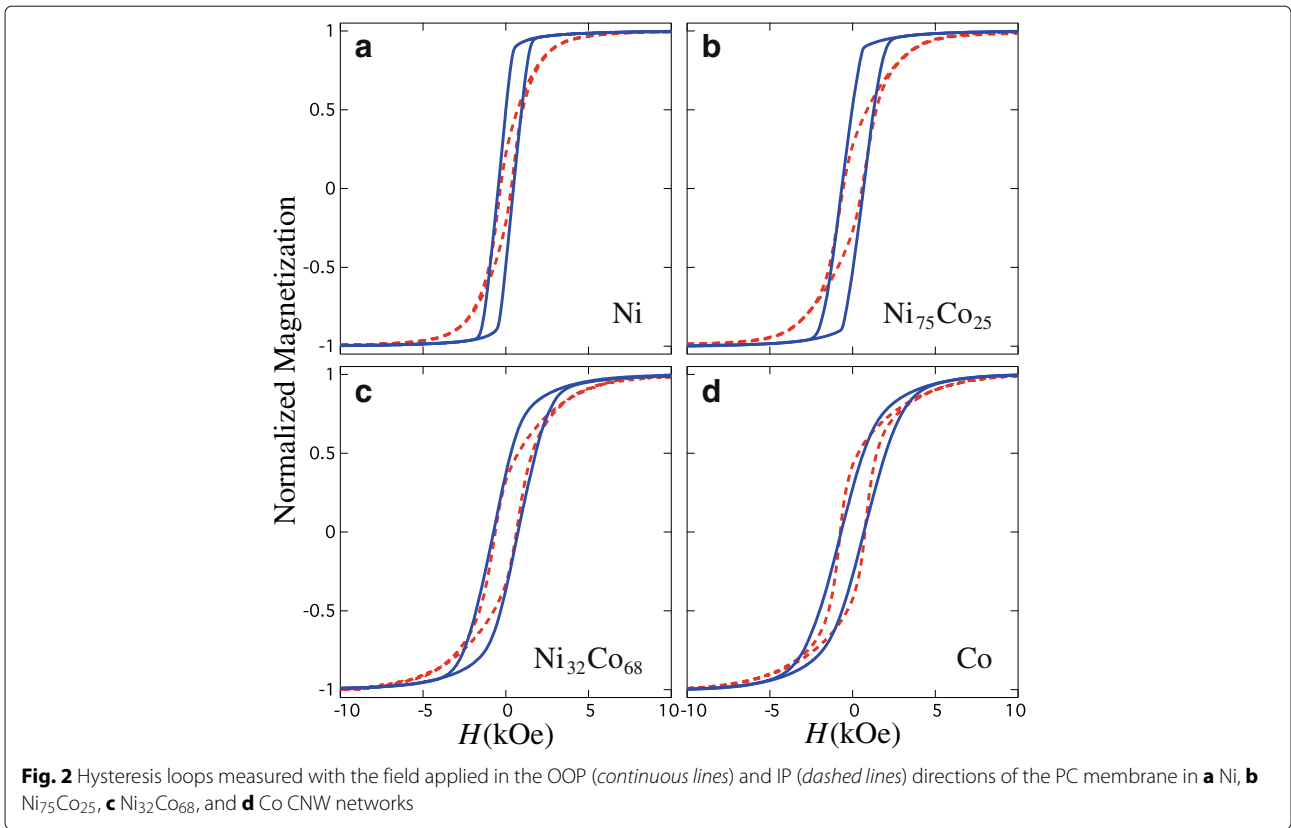 a
b
1
0.5
0
-0.5
-1
Ni
Ni₇₅Co₂₅
Normalized Magnetization
c
d
1
0.5
0
-0.5
-1
Ni₃₂Co₆₈
Co
-10 -5 0 5 10 -10 -5 0 5 10
H(kOe) H(kOe)
Fig. 2 Hysteresis loops measured with the field applied in the OOP (continuous lines) and IP (dashed lines) directions of the PC membrane in a Ni, b
Ni₇₅Co₂₅, c Ni₃₂Co₆₈, and d Co CNW networks